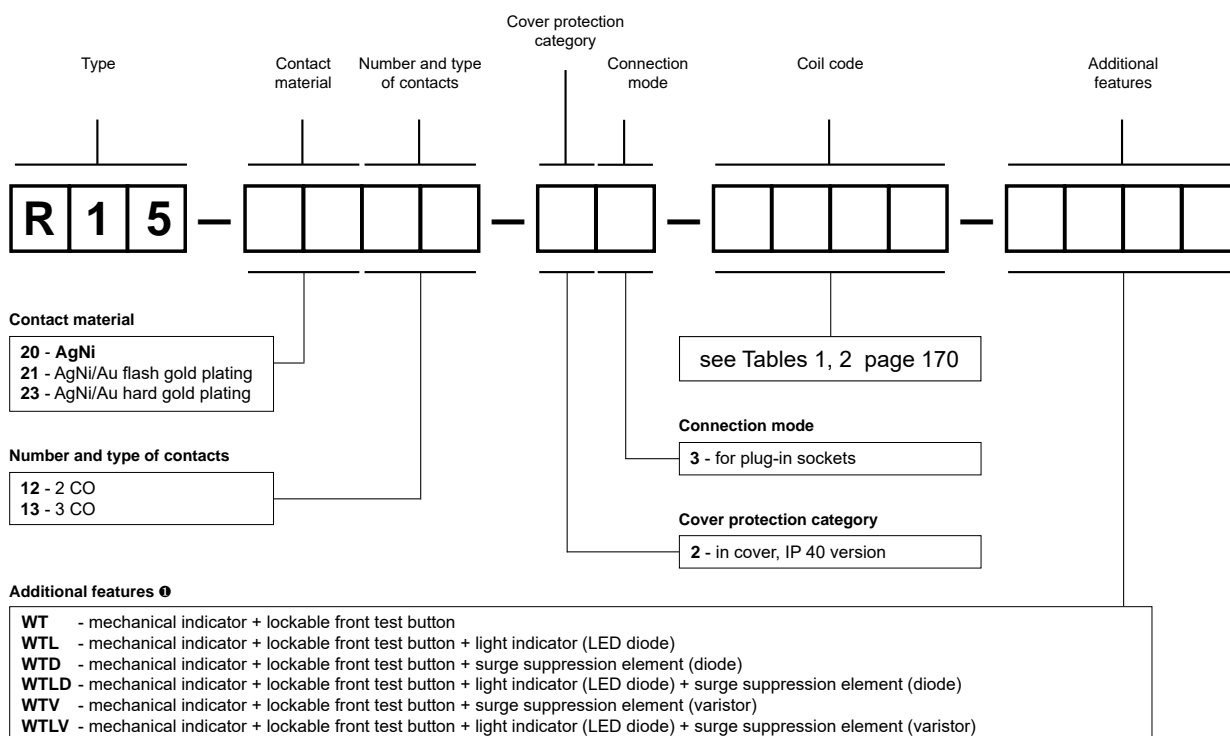 Cover protection
category
Type
Contact
material
Number and type
of contacts
Connection
mode
Coil code
Additional
features
R 1 5 – – – –
Contact material
20 - AgNi
21 - AgNi/Au flash gold plating
23 - AgNi/Au hard gold plating
see Tables 1, 2 page 170
Connection mode
3 - for plug-in sockets
Number and type of contacts
12 - 2 CO
13 - 3 CO
Cover protection category
2 - in cover, IP 40 version
Additional features ❶
WT - mechanical indicator + lockable front test button
WTL - mechanical indicator + lockable front test button + light indicator (LED diode)
WTD - mechanical indicator + lockable front test button + surge suppression element (diode)
WTLD - mechanical indicator + lockable front test button + light indicator (LED diode) + surge suppression element (diode)
WTV - mechanical indicator + lockable front test button + surge suppression element (varistor)
WTLV - mechanical indicator + lockable front test button + light indicator (LED diode) + surge suppression element (varistor)